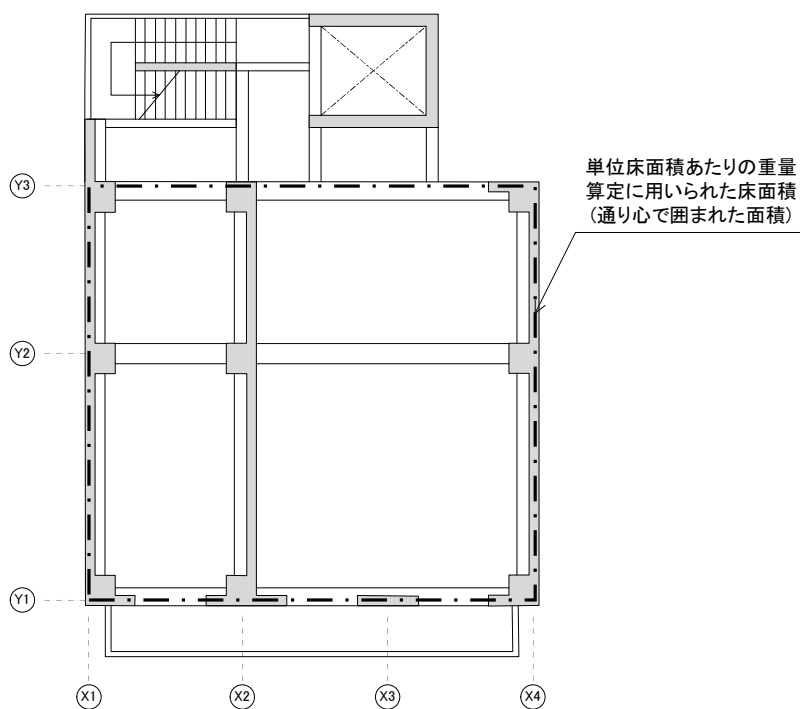 Y3
単位床面積あたりの重量
算定に用いられた床面積
(通り心で囲まれた面積)
Y2
Y1
X1 X2 X3 X4